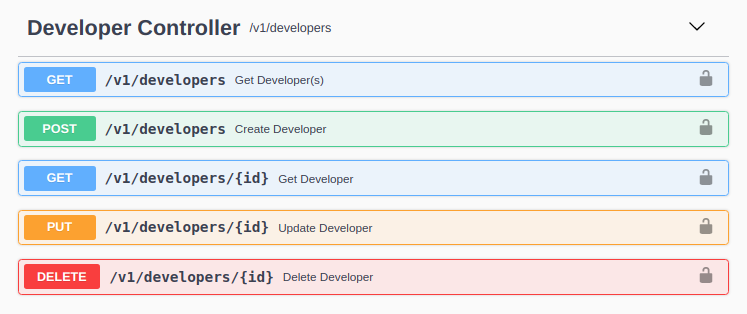 Developer Controller /v1/developers
GET /v1/developers Get Developer(s)
POST /v1/developers Create Developer
GET /v1/developers/{id} Get Developer
PUT /v1/developers/{id} Update Developer
DELETE /v1/developers/{id} Delete Developer